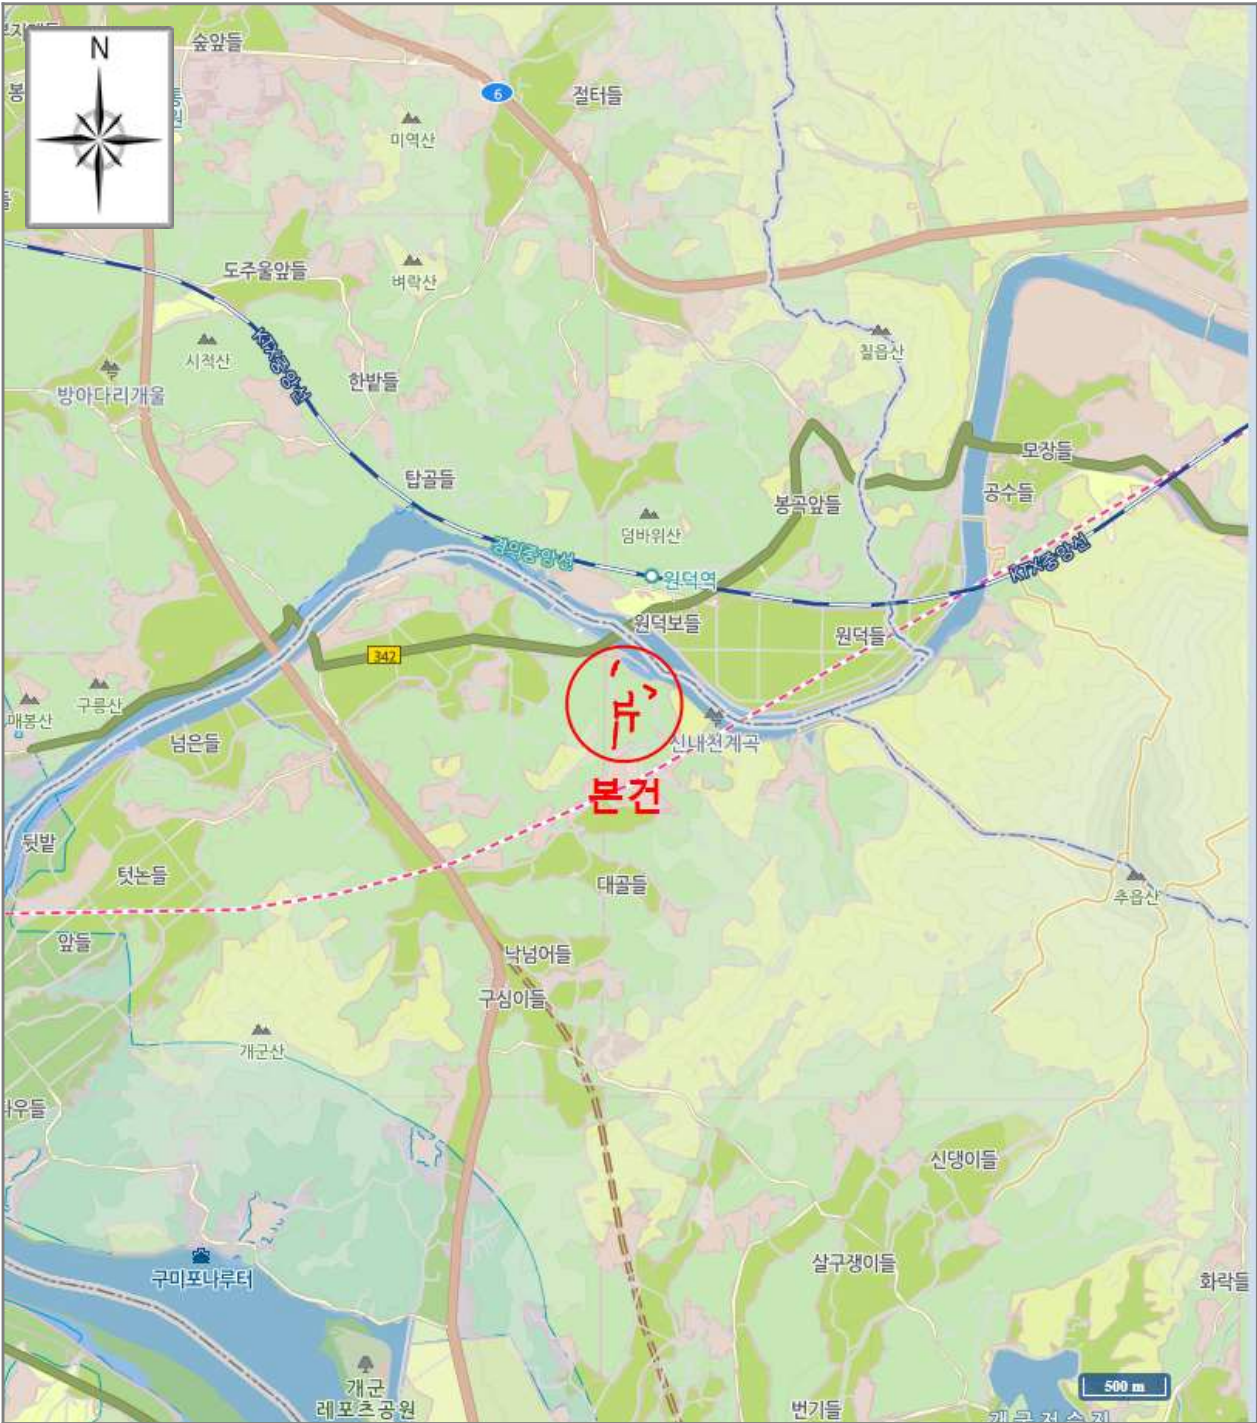 N
숲앞들
6
절터들
미역산
도주울앞들
벼락산
KTX중앙선
시적산
칠읍산
한밭들
방아다리개울
모장들
탑골들
공수들
봉곡앞들
덤바위산
경의중앙선
원덕역
KTX중앙선
원덕보들
원덕들
342
구릉산
매봉산
넘은들
신내천계곡
본건
뒷밭
텃논들
대골들
추읍산
앞들
낙넘어들
구심이들
개군산
나우들
신댕이들
살구쟁이들
구미포나루터
화락들
개군
레포츠공원
500 m
번기들
개군저수지